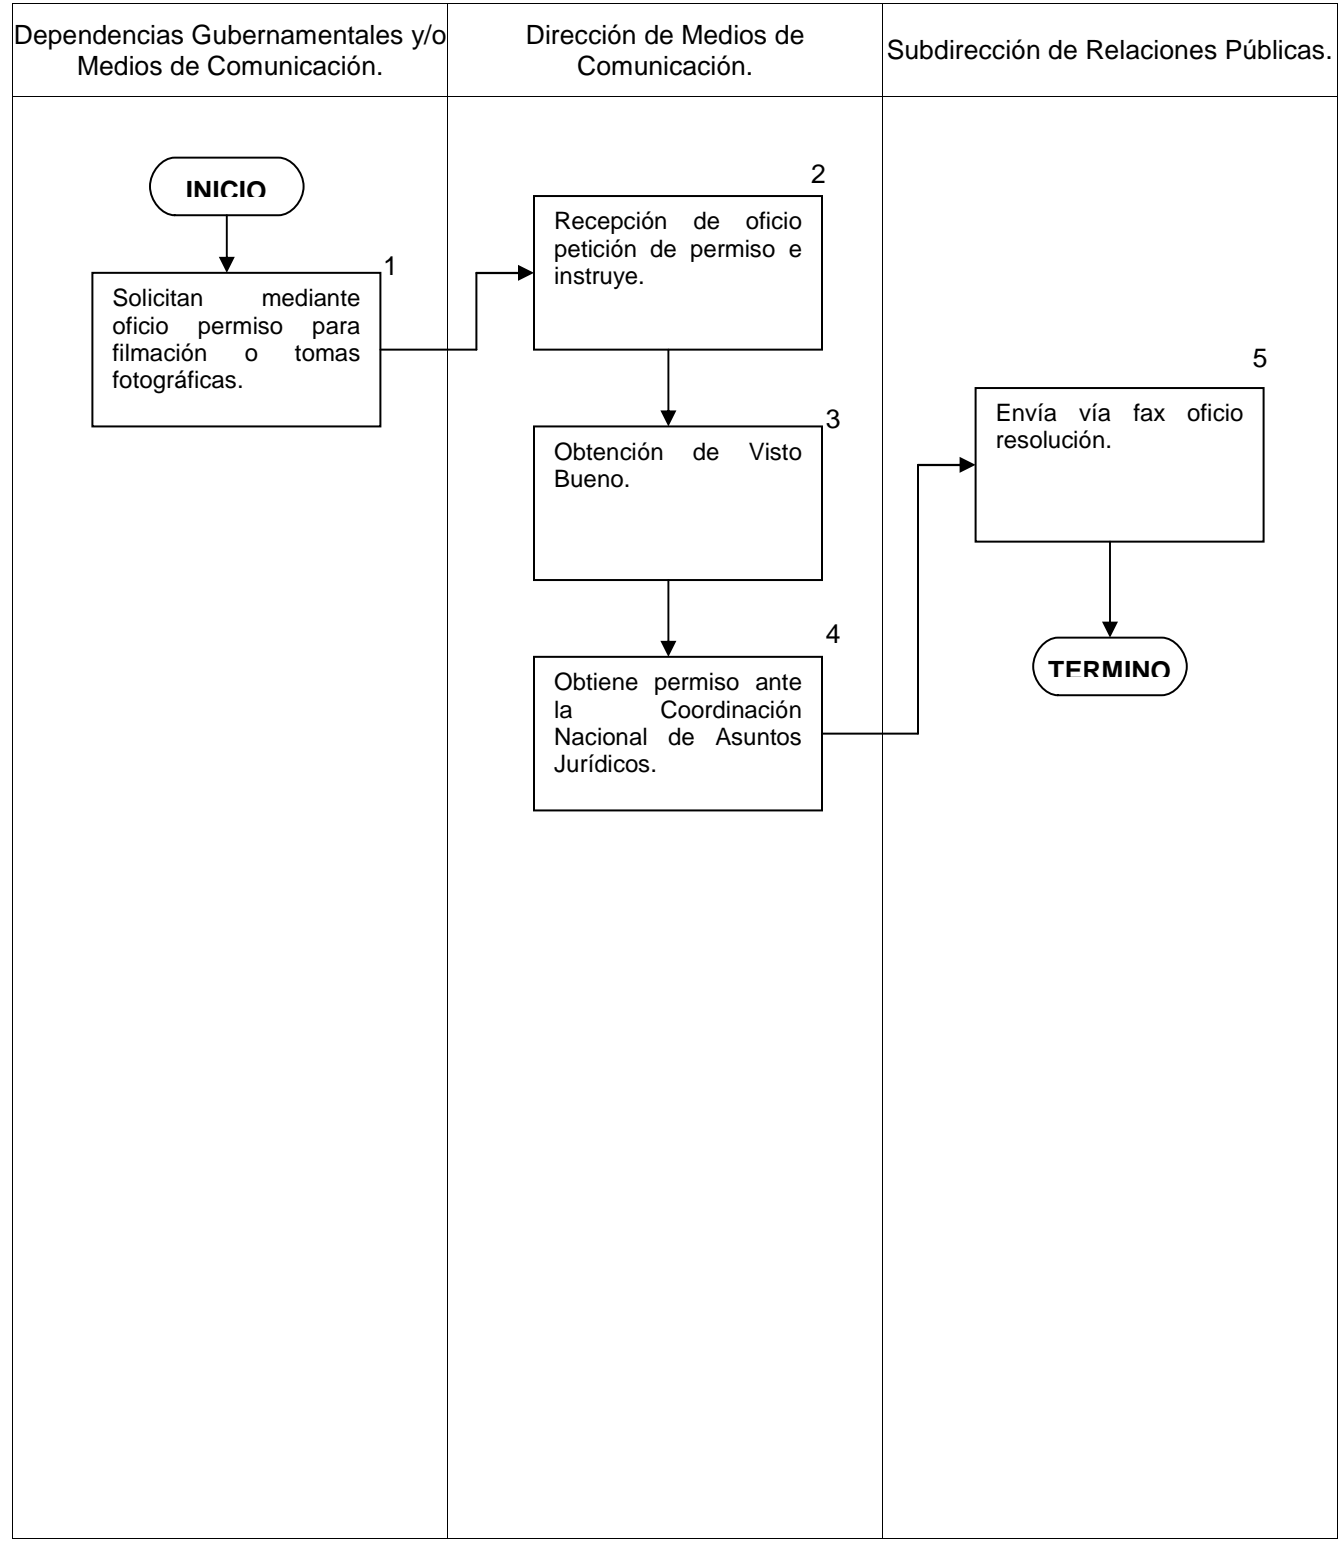 Dependencias Gubernamentales y/o
Medios de Comunicación.
Dirección de Medios de
Comunicación.
Subdirección de Relaciones Públicas.
INICIO
1
Solicitan mediante
oficio permiso para
filmación o tomas
fotográficas.
2
Recepción de oficio
petición de permiso e
instruye.
3
Obtención de Visto
Bueno.
4
Obtiene permiso ante
la Coordinación
Nacional de Asuntos
Jurídicos.
5
Envía vía fax oficio
resolución.
TERMINO